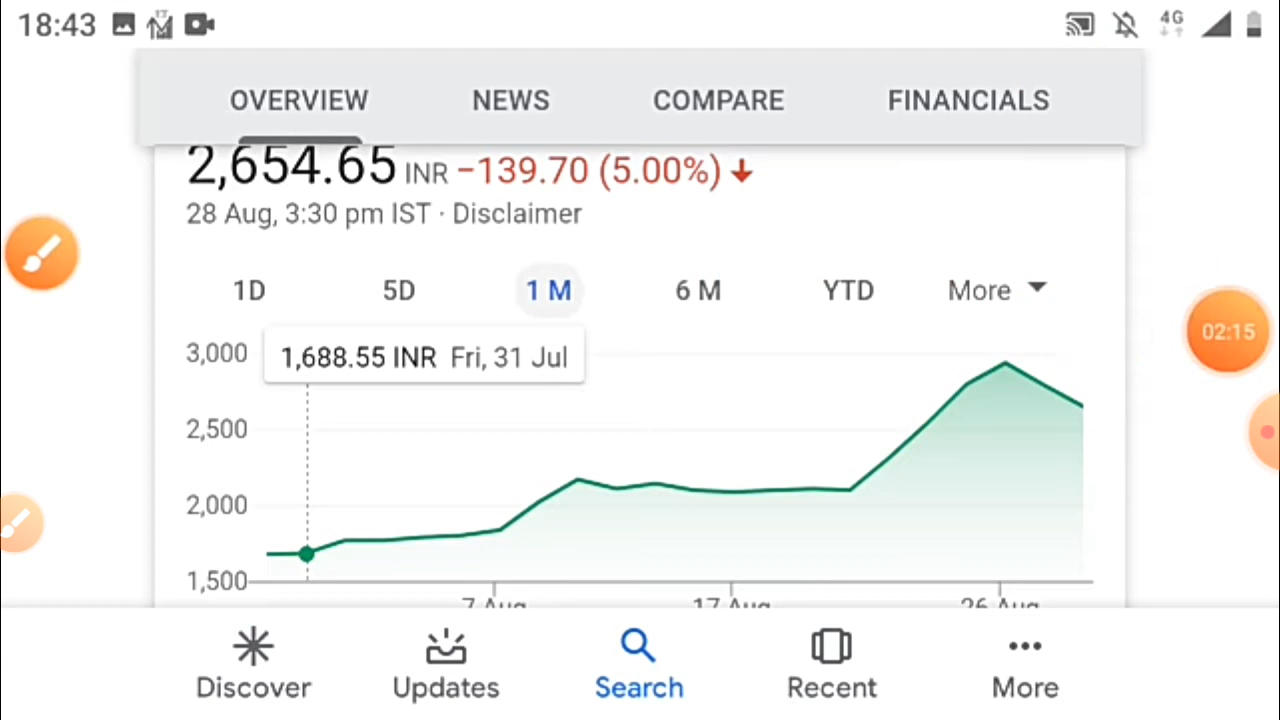 18:43
4G
OVERVIEW NEWS COMPARE FINANCIALS
2,654.65 INR −139.70 (5.00%)
28 Aug, 3:30 pm IST · Disclaimer
1D 5D 1 M 6 M YTD More
3,000
1,688.55 INR Fri, 31 Jul
2,500
2,000
1,500
7 Aug 17 Aug 26 Aug
02:15
Discover Updates Search Recent More